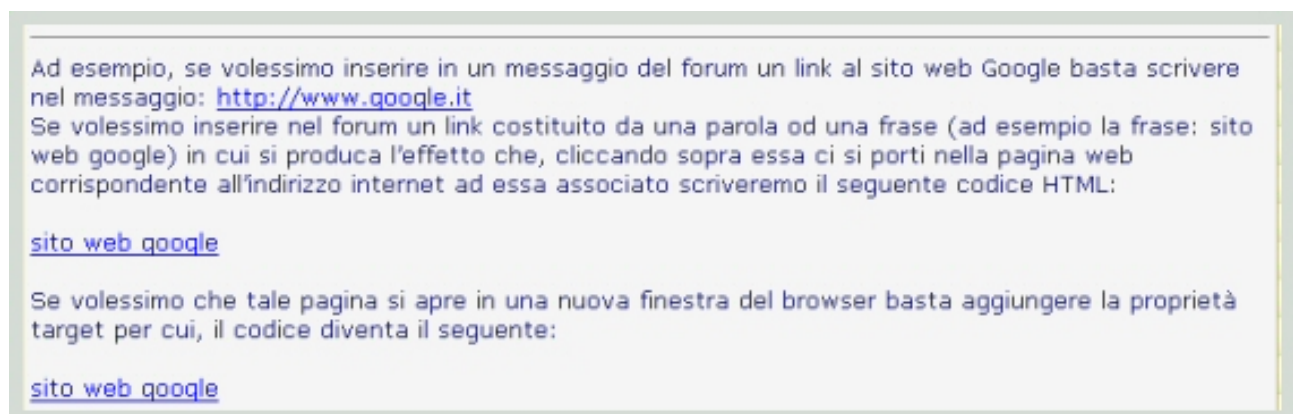 Ad esempio, se volessimo inserire in un messaggio del forum un link al sito web Google basta scrivere
nel messaggio: http://www.google.it
Se volessimo inserire nel forum un link costituito da una parola od una frase (ad esempio la frase: sito
web google) in cui si produca l'effetto che, cliccando sopra essa ci si porti nella pagina web
corrispondente all'indirizzo internet ad essa associato scriveremo il seguente codice HTML:
sito web google
Se volessimo che tale pagina si apre in una nuova finestra del browser basta aggiungere la proprietà
target per cui, il codice diventa il seguente:
sito web google